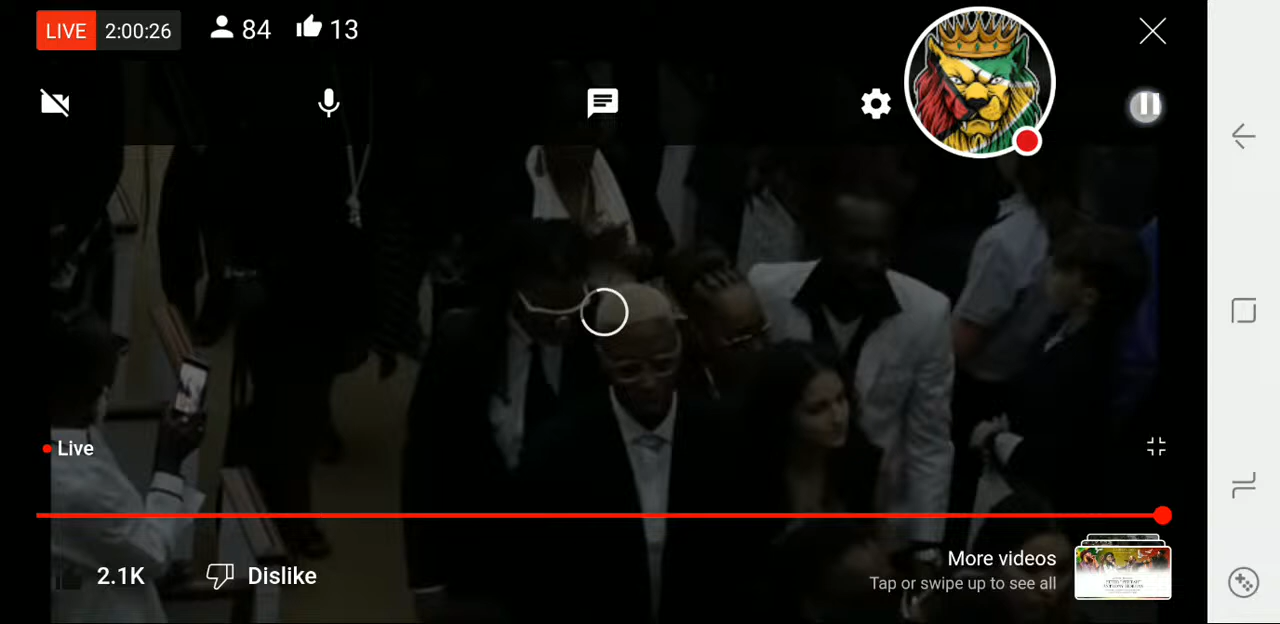 LIVE 2:00:26 84 13
Live
2.1K Dislike
More videos
Tap or swipe up to see all